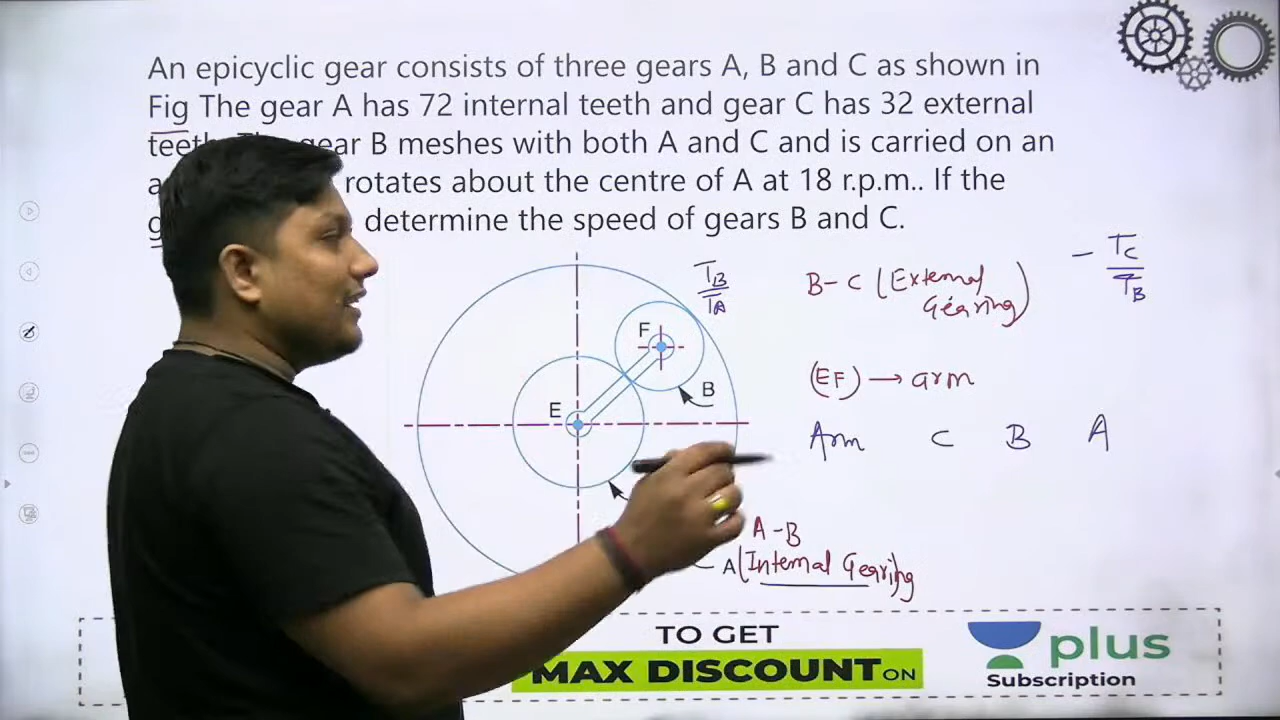 An epicyclic gear consists of three gears A, B and C as shown in
Fig The gear A has 72 internal teeth and gear C has 32 external
gear B meshes with both A and C and is carried on an
rotates about the centre of A at 18 r.p.m.. If the
determine the speed of gears B and C.
TB
TA
B-C (External
Gearing)
- TC
TB
F
E
B
(EF) → arm
Arm C B A
A-B
A (Internal Gearing)
TO GET
MAX DISCOUNT ON
plus
Subscription